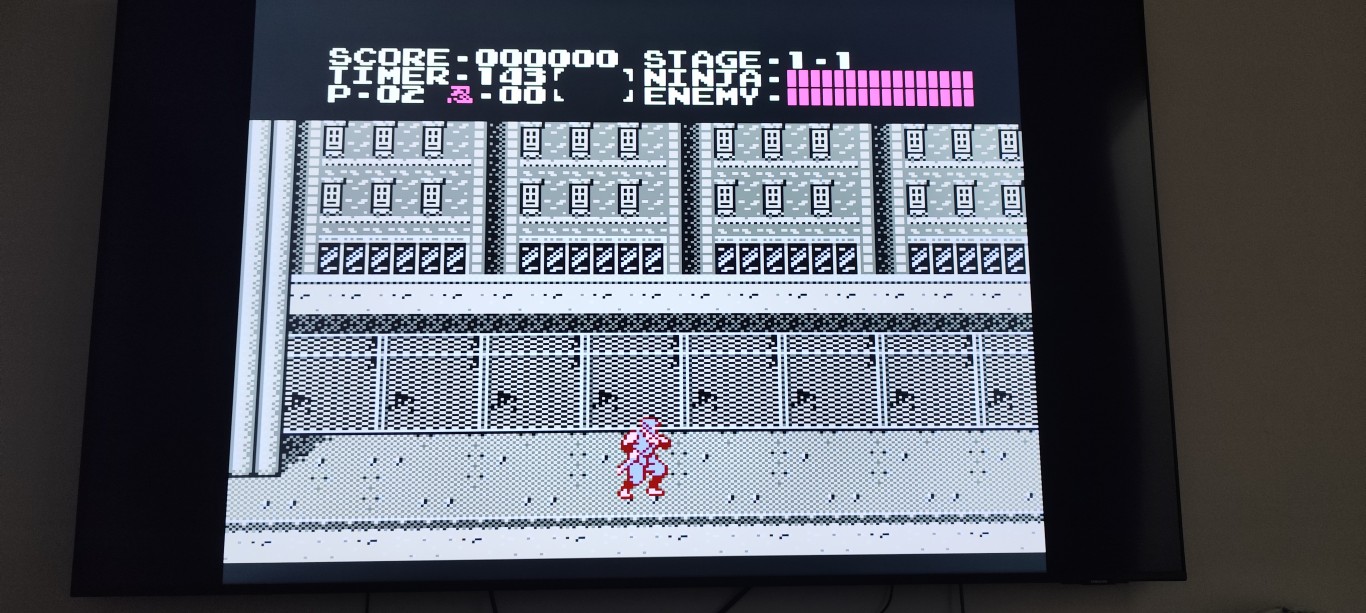 SCORE-000000 STAGE-1-1
TIMER-143 NINJA-
P-02 -00 ENEMY-